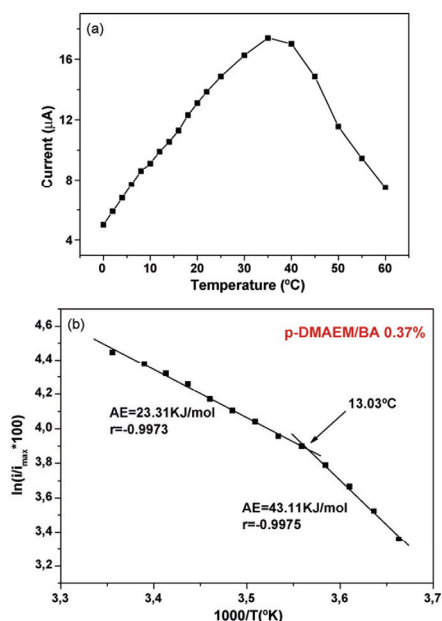 (a)
16
12
8
4
Current (μA)
0 10 20 30 40 50 60
Temperature (ºC)
(b)
p-DMAEM/BA 0.37%
4,6
4,4
4,2
4,0
3,8
3,6
3,4
3,2
ln(i/imax*100)
13.03ºC
AE=23.31KJ/mol
r=-0.9973
AE=43.11KJ/mol
r=-0.9975
3,3 3,4 3,5 3,6 3,7
1000/T(ºK)